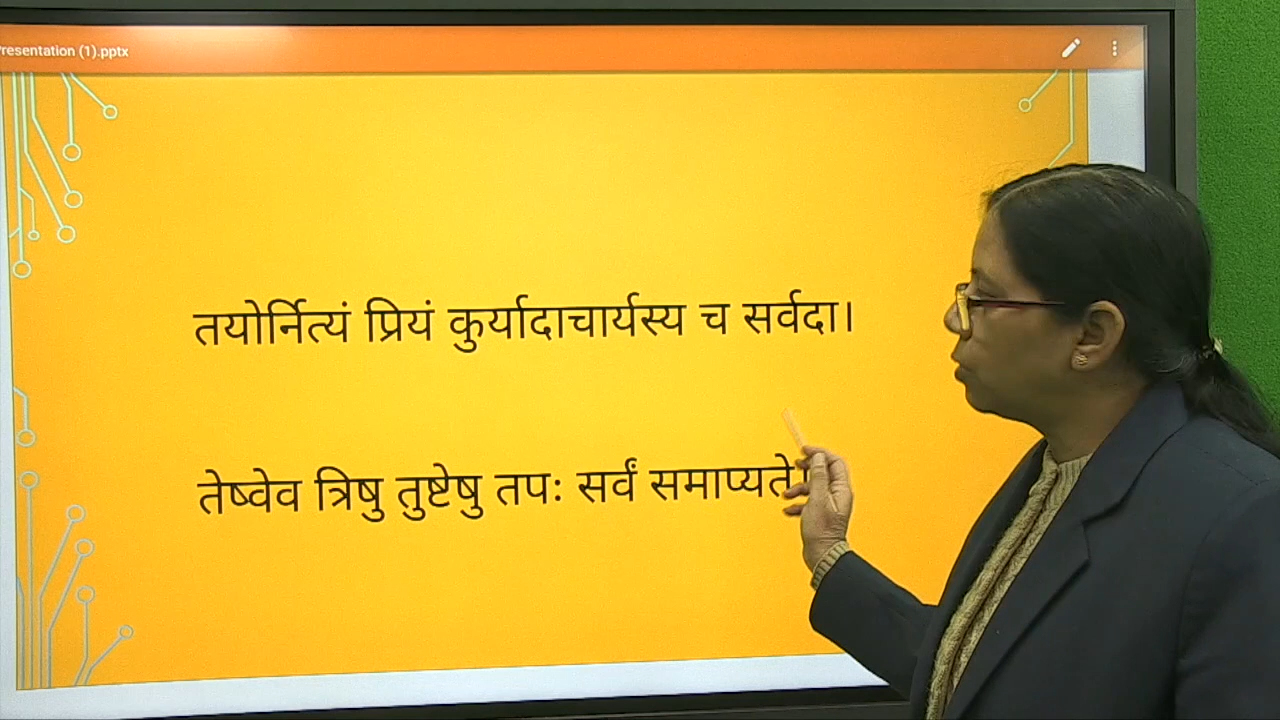 resentation (1).pptx
तयोर्नित्यं प्रियं कुर्यादाचार्यस्य च सर्वदा।
तेष्वेव त्रिषु तुष्टेषु तपः सर्वं समाप्यते।